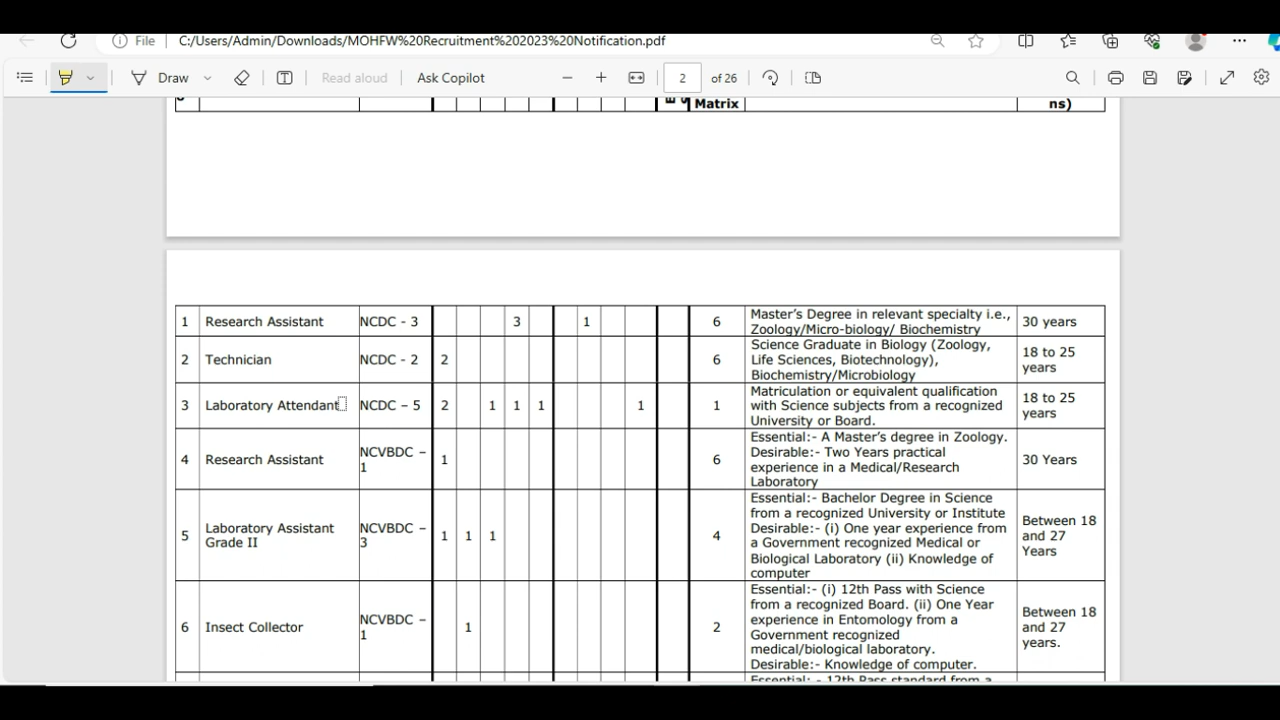 File C:/Users/Admin/Downloads/MOHFW%20Recruitment%202023%20Notification.pdf
Draw Read aloud Ask Copilot 2 of 26
Matrix ns)
1 Research Assistant NCDC - 3 3 1 6 Master's Degree in relevant specialty i.e., 30 years
Zoology/Micro-biology/ Biochemistry
2 Technician NCDC - 2 2 6 Science Graduate in Biology (Zoology, 18 to 25
Life Sciences, Biotechnology), years
Biochemistry/Microbiology
3 Laboratory Attendant NCDC – 5 2 1 1 1 1 1 Matriculation or equivalent qualification 18 to 25
with Science subjects from a recognized years
University or Board.
4 Research Assistant NCVBDC – 1 6 Essential:- A Master's degree in Zoology. 30 Years
1 Desirable:- Two Years practical
experience in a Medical/Research
Laboratory
5 Laboratory Assistant NCVBDC – 1 1 1 4 Essential:- Bachelor Degree in Science Between 18
Grade II 3 from a recognized University or Institute and 27
Desirable:- (i) One year experience from Years
a Government recognized Medical or
Biological Laboratory (ii) Knowledge of
computer
6 Insect Collector NCVBDC – 1 2 Essential:- (i) 12th Pass with Science Between 18
1 from a recognized Board. (ii) One Year and 27
experience in Entomology from a years.
Government recognized
medical/biological laboratory.
Desirable:- Knowledge of computer.
Essential: - 12th Pass standard from a